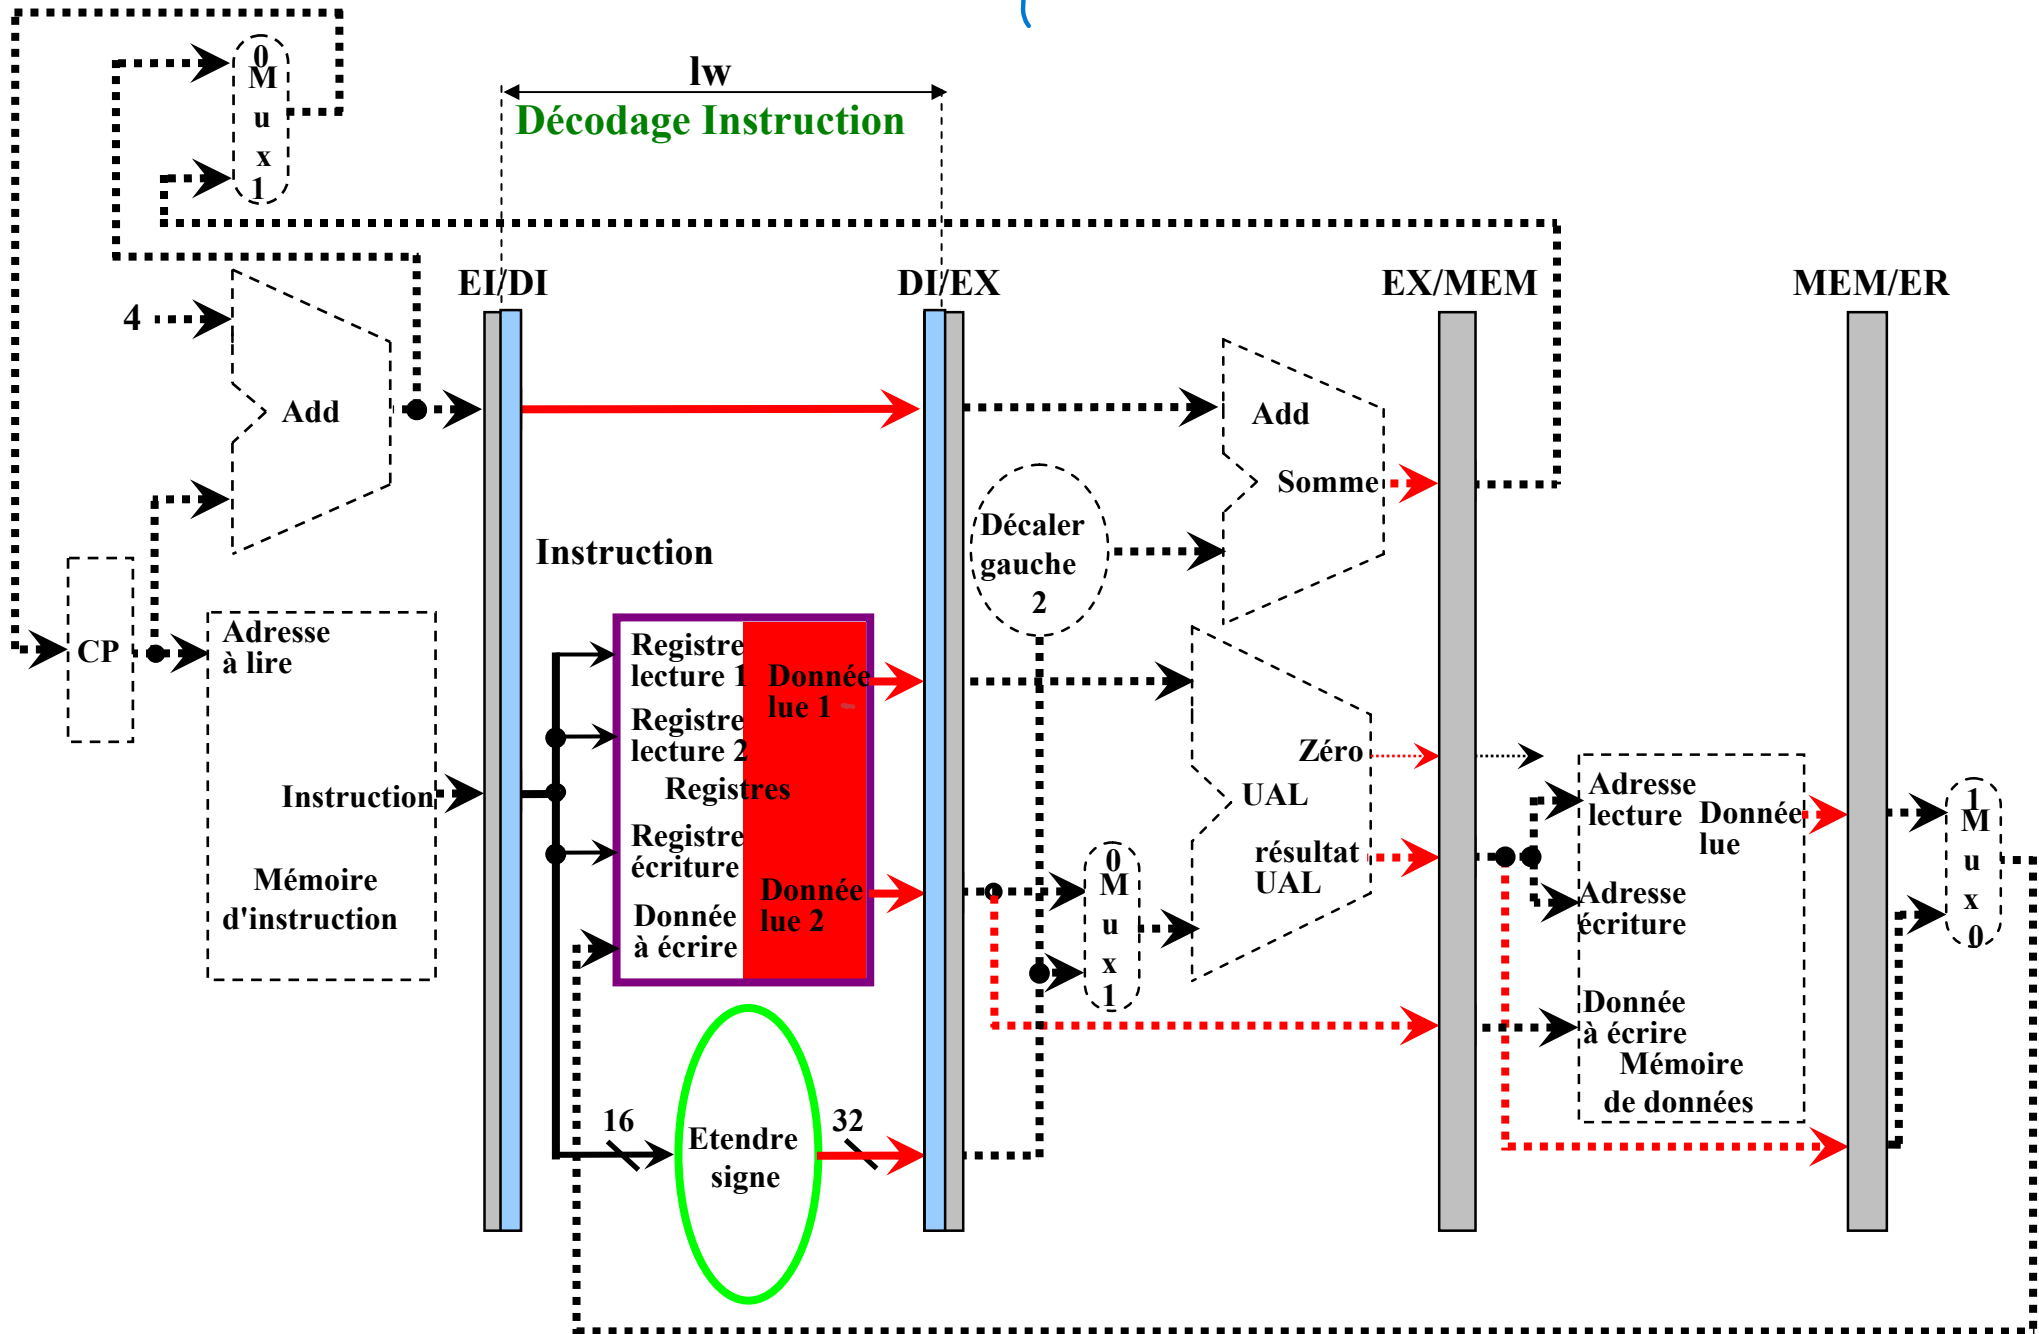 lw
Décodage Instruction
0
M
u
x
1
EI/DI
DI/EX
EX/MEM
MEM/ER
4
Add
Add
Somme
Décaler
gauche
2
Instruction
CP
Adresse
à lire
Instruction
Mémoire
d'instruction
Registre
lecture 1
Registre
lecture 2
Registres
Registre
écriture
Donnée
à écrire
Donnée
lue 1
Donnée
lue 2
16
Etendre
signe
32
0
M
u
x
1
Zéro
UAL
résultat
UAL
Adresse
lecture
Donnée
lue
Adresse
écriture
Donnée
à écrire
Mémoire
de données
1
M
u
x
0